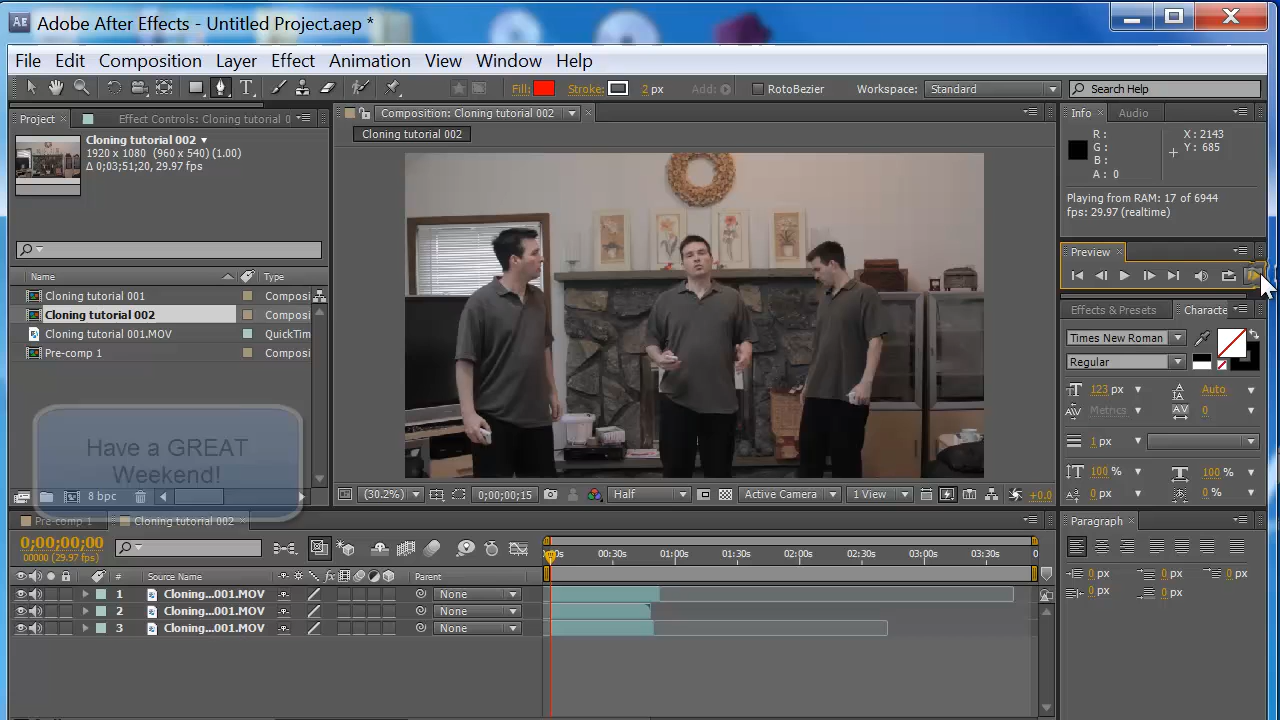 AE Adobe After Effects - Untitled Project.aep *
File Edit Composition Layer Effect Animation View Window Help
T Fill: Stroke: 2 px Add: RotoBezier Workspace: Standard Search Help
Project Effect Controls: Cloning tutorial 0
Composition: Cloning tutorial 002
Info Audio
Cloning tutorial 002
1920 x 1080 (960 x 540) (1.00)
Δ 0;03;51;20, 29.97 fps
Cloning tutorial 002
R:
G:
B:
A: 0
X: 2143
Y: 685
Playing from RAM: 17 of 6944
fps: 29.97 (realtime)
Preview
Name Type
Cloning tutorial 001 Composi
Cloning tutorial 002 Composi
Cloning tutorial 001.MOV QuickTim
Pre-comp 1 Composi
Effects & Presets Characte
Times New Roman
Regular
123 px Auto
Metrics 0
1 px
100 % 100 %
0 px 0 %
Have a GREAT
Weekend!
8 bpc
(30.2%) 0;00;00;15 Half Active Camera 1 View +0.0
Pre-comp 1 Cloning tutorial 002
Paragraph
0 px 0 px 0 px
0 px 0 px
0;00;00;00
00000 (29.97 fps)
00s 00:30s 01:00s 01:30s 02:00s 02:30s 03:00s 03:30s 0
# Source Name fx Parent
1 Cloning...001.MOV None
2 Cloning...001.MOV None
3 Cloning...001.MOV None